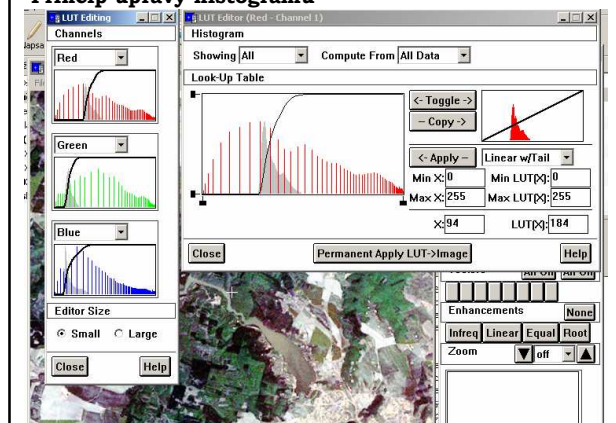 Princip úpravy histogramu
LUT Editing
Channels
Red
Green
Blue
Editor Size
Small Large
Close Help
LUT Editor (Red - Channel 1)
Histogram
Showing All Compute From All Data
Look-Up Table
<- Toggle ->
- Copy ->
<- Apply - Linear w/Tail
Min X: 0 Min LUT[X]: 0
Max X: 255 Max LUT[X]: 255
X: 94 LUT[X]: 184
Close Permanent Apply LUT->Image Help
All On All On
Enhancements None
Infreq Linear Equal Root
Zoom off